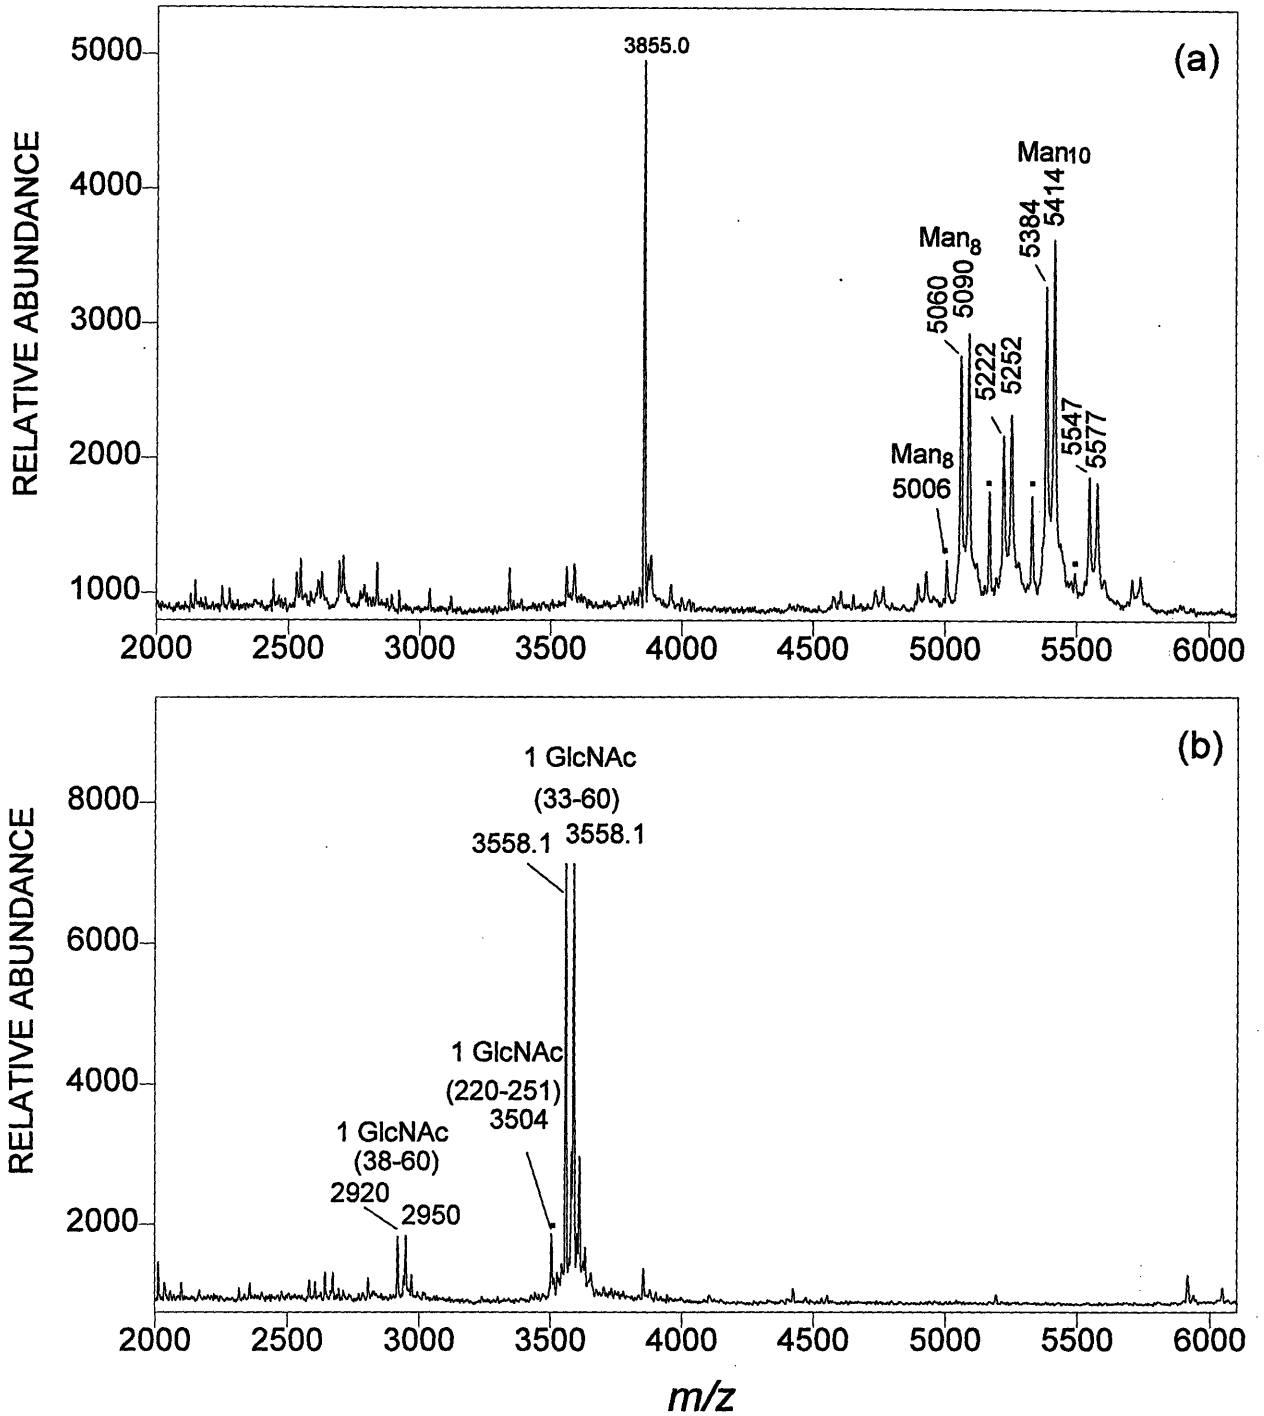 (a)
3855.0
5000
4000
3000
2000
1000
RELATIVE ABUNDANCE
Man10
5384
5414
Man8
5060
5090
5222
5252
Man8
5006
5547
5577
2000 2500 3000 3500 4000 4500 5000 5500 6000
(b)
1 GlcNAc
(33-60)
3558.1 3558.1
8000
6000
4000
2000
RELATIVE ABUNDANCE
1 GlcNAc
(220-251)
3504
1 GlcNAc
(38-60)
2920
2950
2000 2500 3000 3500 4000 4500 5000 5500 6000
m/z